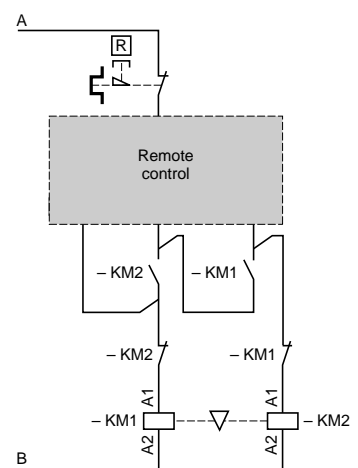 A
R
Remote
control
– KM2
– KM1
– KM2
– KM1
A1
A1
– KM1
– KM2
A2
A2
B